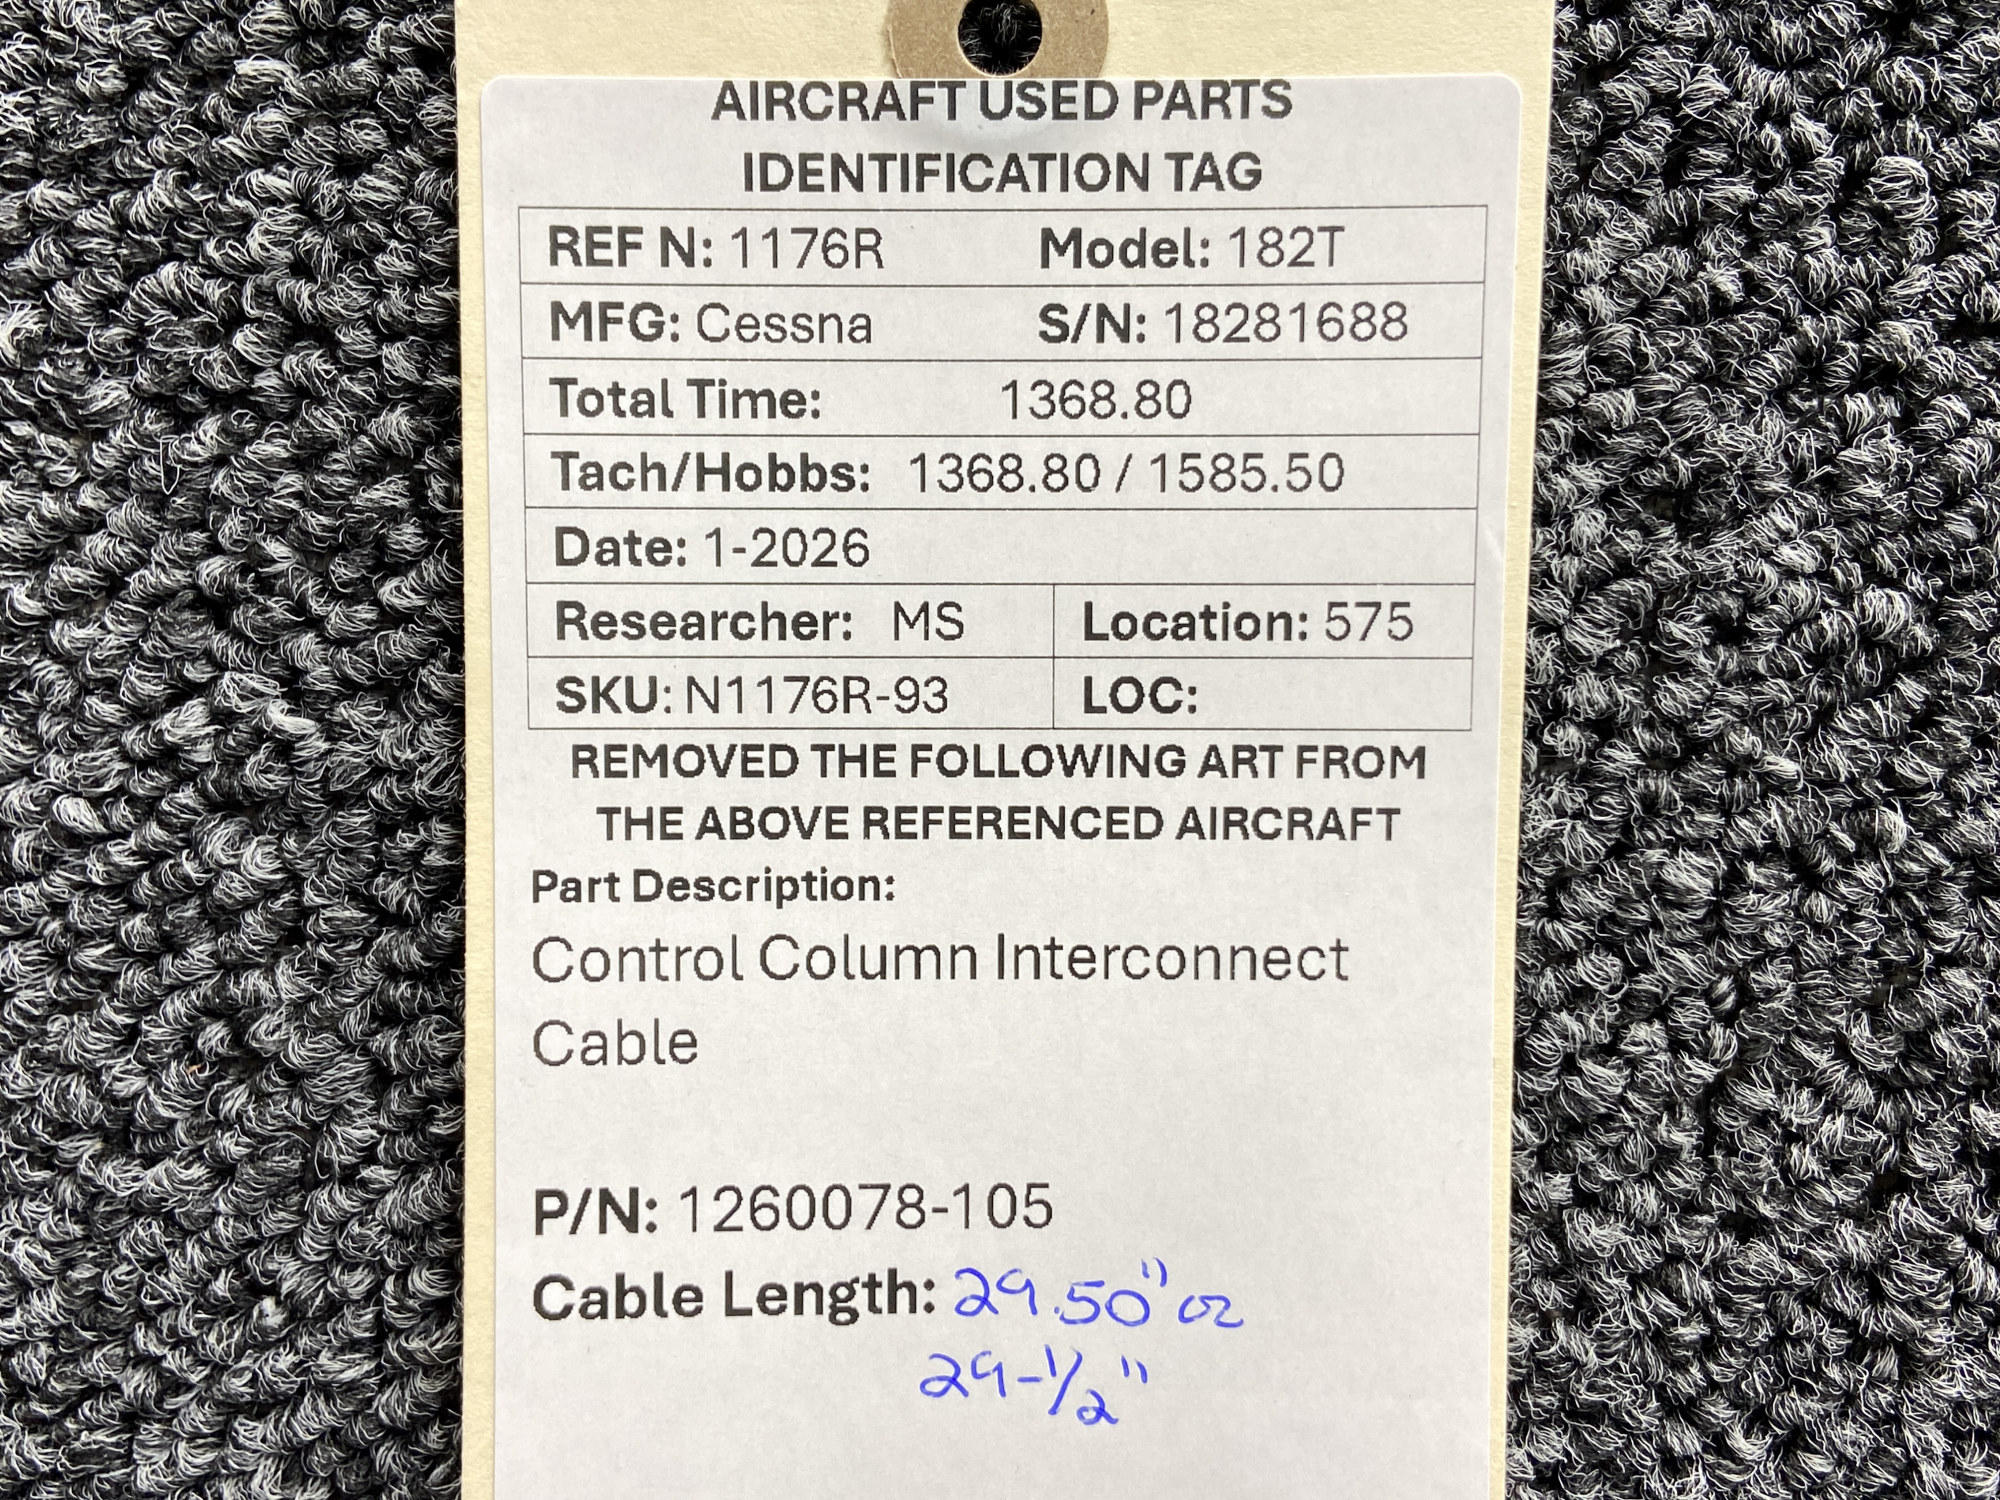 AIRCRAFT USED PARTS
IDENTIFICATION TAG
REF N: 1176R Model: 182T
MFG: Cessna S/N: 18281688
Total Time: 1368.80
Tach/Hobbs: 1368.80 / 1585.50
Date: 1-2026
Researcher: MS Location: 575
SKU: N1176R-93 LOC:
REMOVED THE FOLLOWING ART FROM
THE ABOVE REFERENCED AIRCRAFT
Part Description:
Control Column Interconnect
Cable
P/N: 1260078-105
Cable Length: 29.50" or
29-1/2"